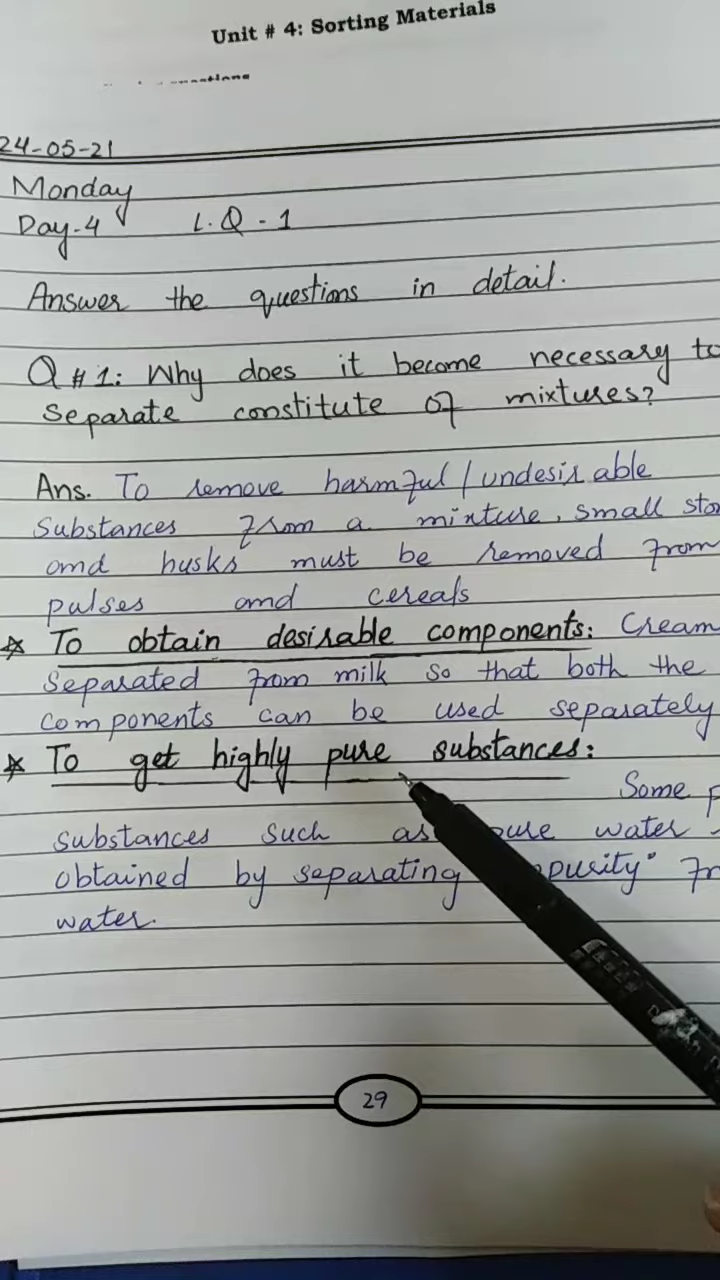 Unit # 4: Sorting Materials
24-05-21
Monday
Day-4 L.Q - 1
Answer the questions in detail.
Q # 1: Why does it become necessary to
separate constitute of mixtures?
Ans. To remove harmful/undesirable
substances from a mixture, small
and husks must be removed from
pulses and cereals
☆ To obtain desirable components: Cream
separated from milk so that both the
components can be used separately
☆ To get highly pure substances:
Some
substances such as pure water
obtained by separating
water.
29